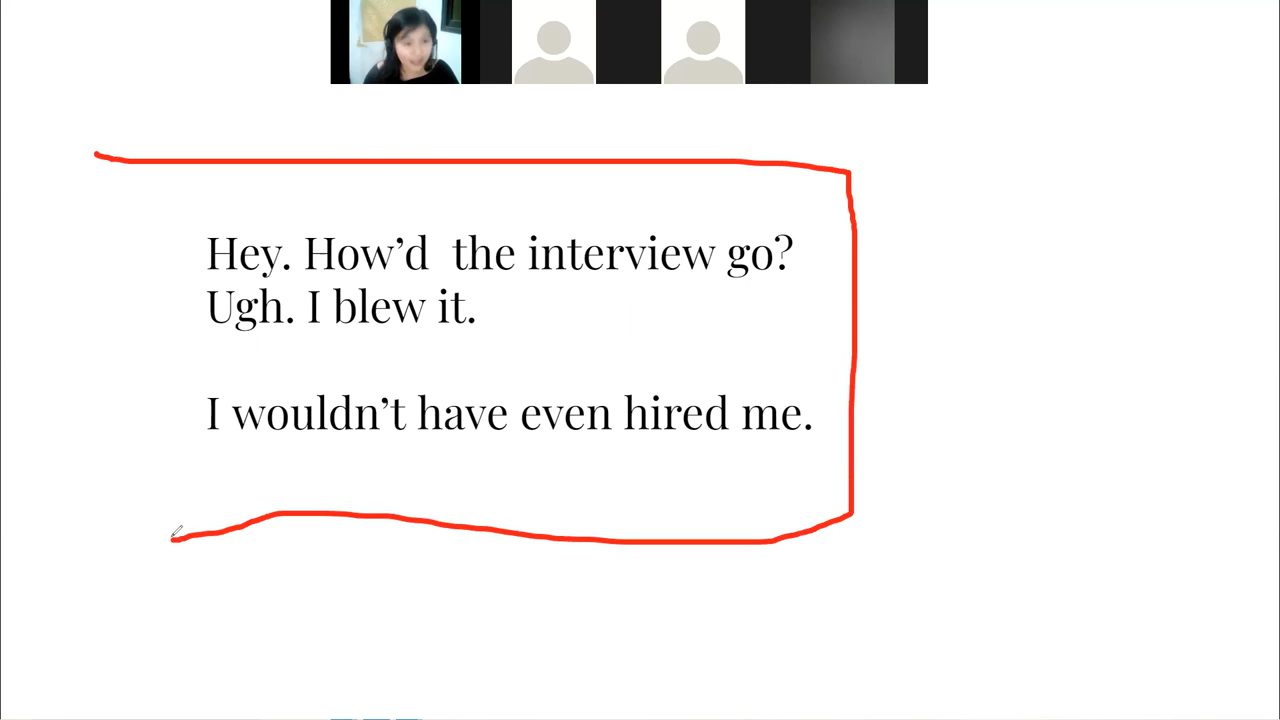 Hey. How’d  the interview go?
Ugh. I blew it.
I wouldn’t have even hired me.